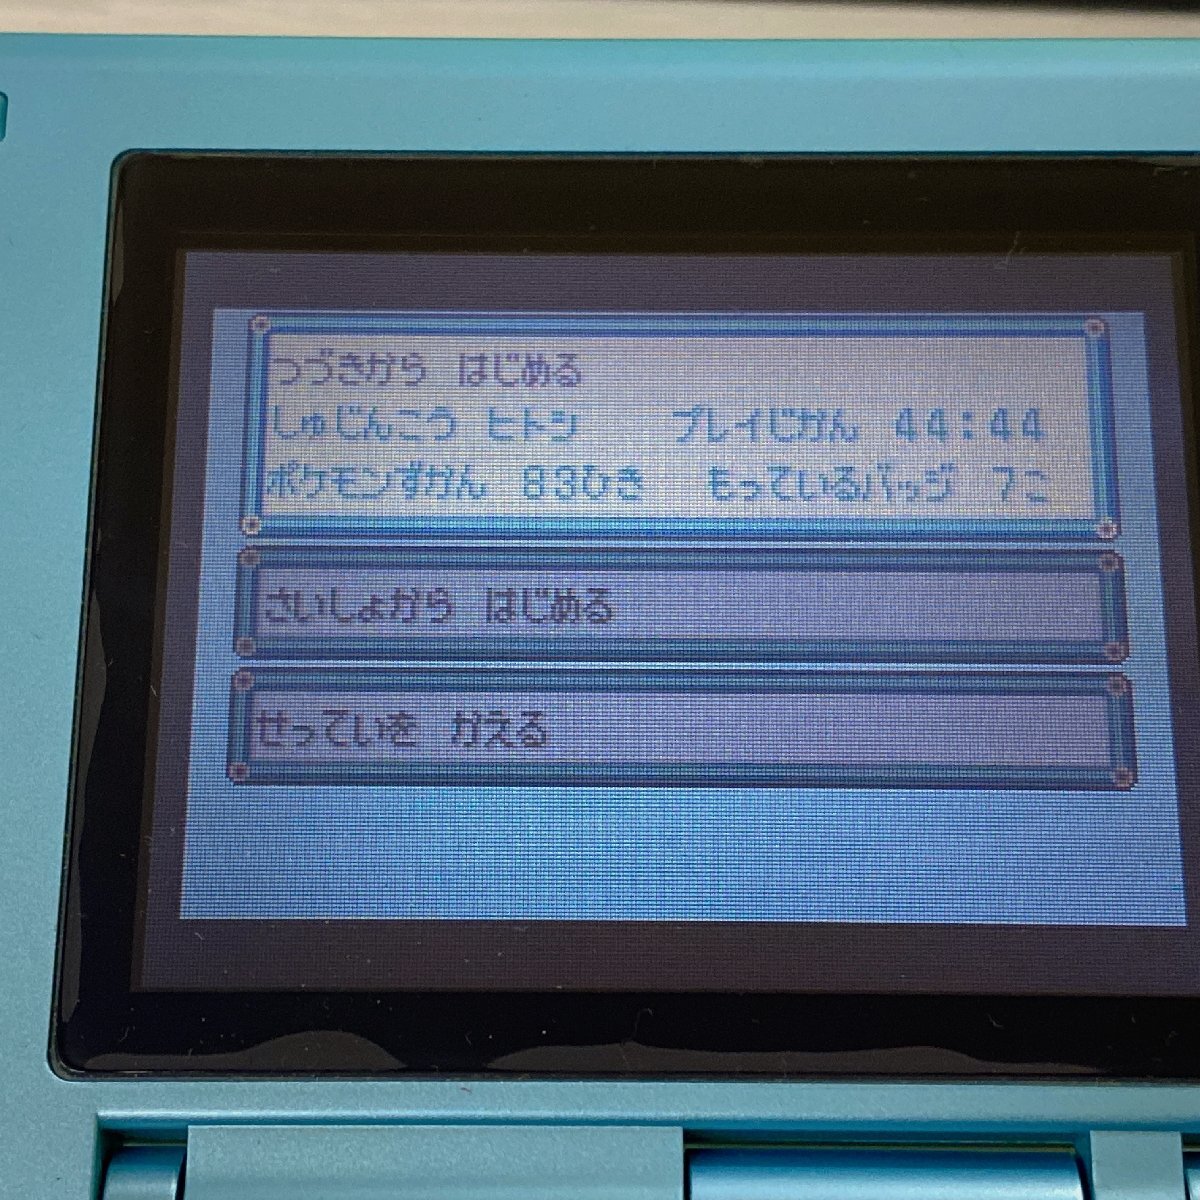 つづきから はじめる
しゅじんこう ヒトシ プレイじかん 44:44
ポケモンずかん 83ひき もっているバッジ 7こ
さいしょから はじめる
せっていを かえる